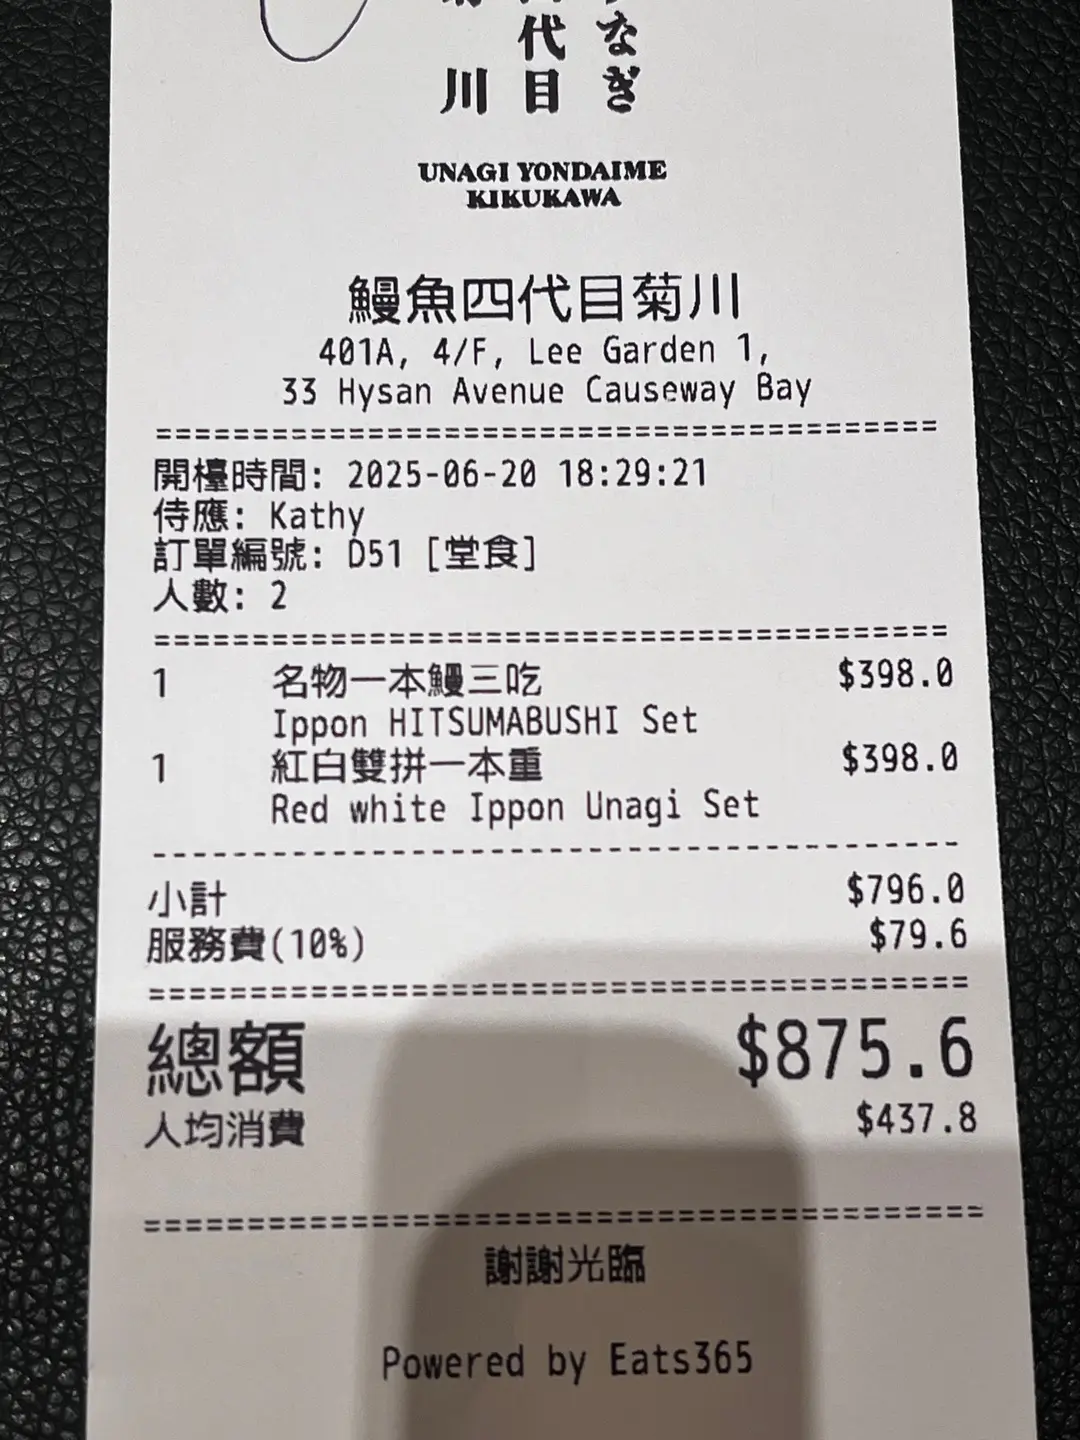 なぎ
代目
川
UNAGI YONDAIME
KIKUKAWA
鰻魚四代目菊川
401A, 4/F, Lee Garden 1,
33 Hysan Avenue Causeway Bay
========================================
開檯時間: 2025-06-20 18:29:21
侍應: Kathy
訂單編號: D51 [堂食]
人數: 2
========================================
1 名物一本鰻三吃 $398.0
Ippon HITSUMABUSHI Set
1 紅白雙拼一本重 $398.0
Red white Ippon Unagi Set
----------------------------------------
小計 $796.0
服務費(10%) $79.6
========================================
總額 $875.6
人均消費 $437.8
========================================
謝謝光臨
Powered by Eats365